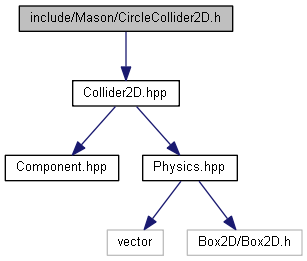 include/Mason/CircleCollider2D.h
Collider2D.hpp
Component.hpp
Physics.hpp
vector
Box2D/Box2D.h